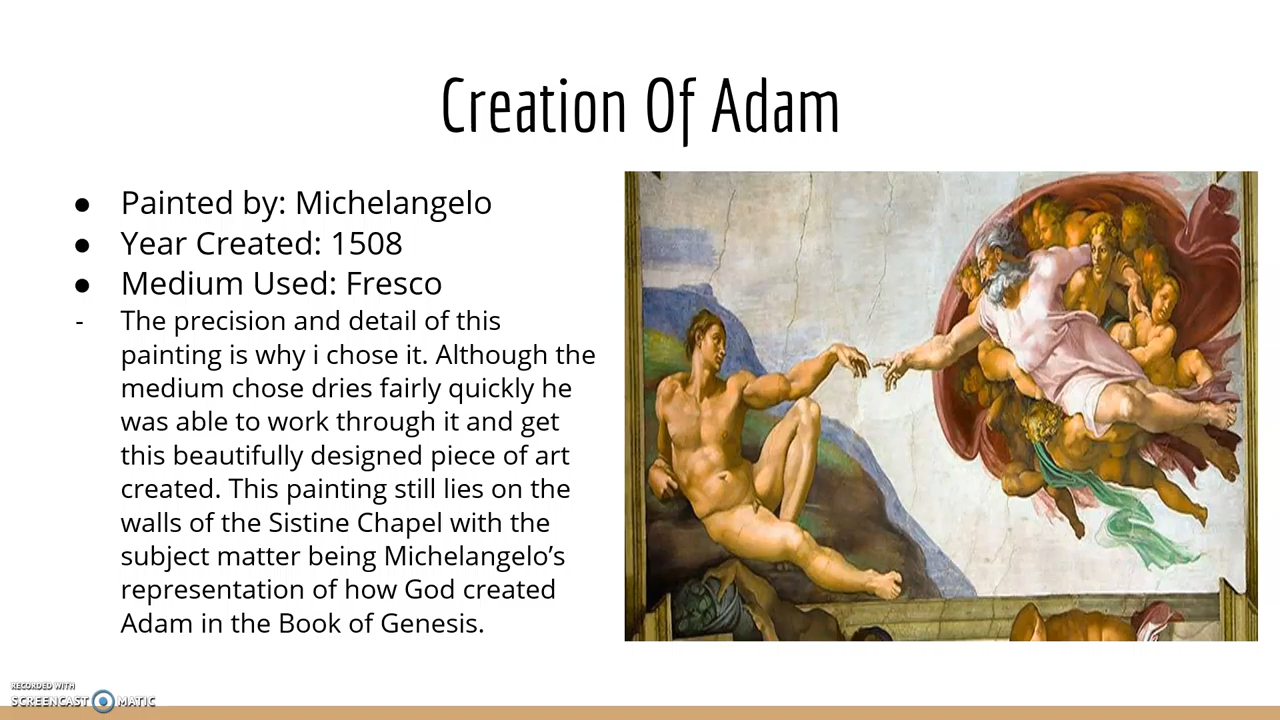 Creation Of Adam
● Painted by: Michelangelo
● Year Created: 1508
● Medium Used: Fresco
- The precision and detail of this
painting is why i chose it. Although the
medium chose dries fairly quickly he
was able to work through it and get
this beautifully designed piece of art
created. This painting still lies on the
walls of the Sistine Chapel with the
subject matter being Michelangelo’s
representation of how God created
Adam in the Book of Genesis.
RECORDED WITH
SCREENCAST MATIC